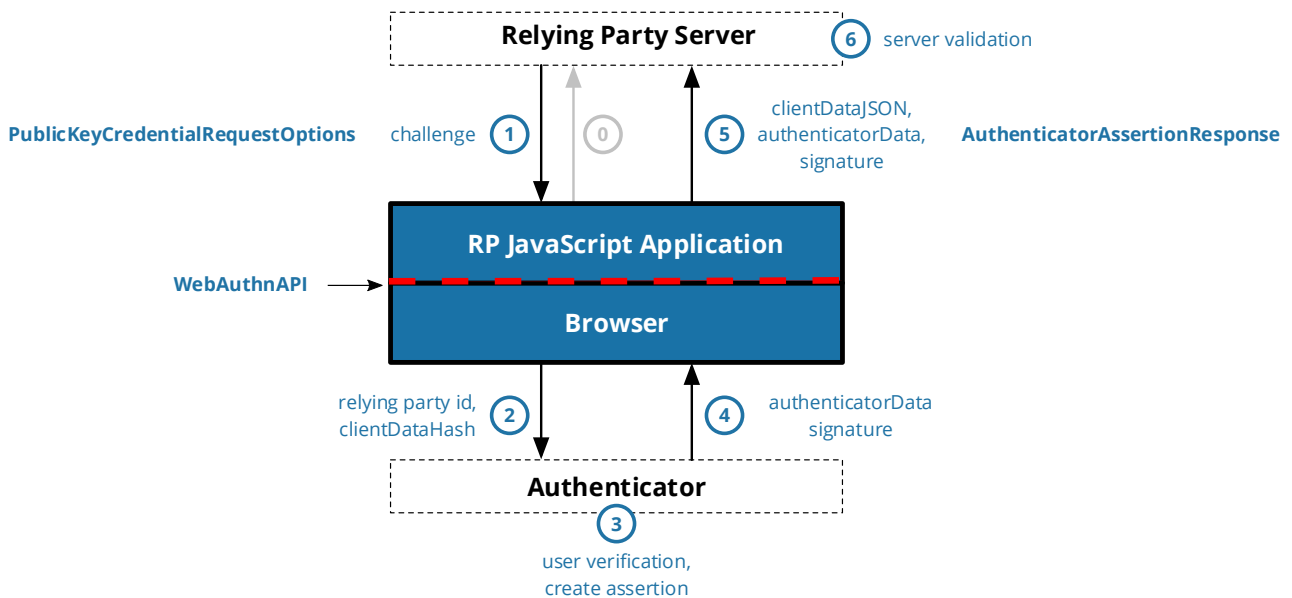 Relying Party Server
6
server validation
PublicKeyCredentialRequestOptions
challenge
1
0
5
clientDataJSON,
authenticatorData,
signature
AuthenticatorAssertionResponse
RP JavaScript Application
WebAuthnAPI
Browser
relying party id,
clientDataHash
2
4
authenticatorData
signature
Authenticator
3
user verification,
create assertion